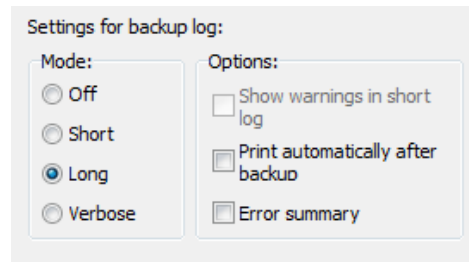 Settings for backup log:
Mode:
Off
Short
Long
Verbose
Options:
Show warnings in short
log
Print automatically after
backup
Error summary